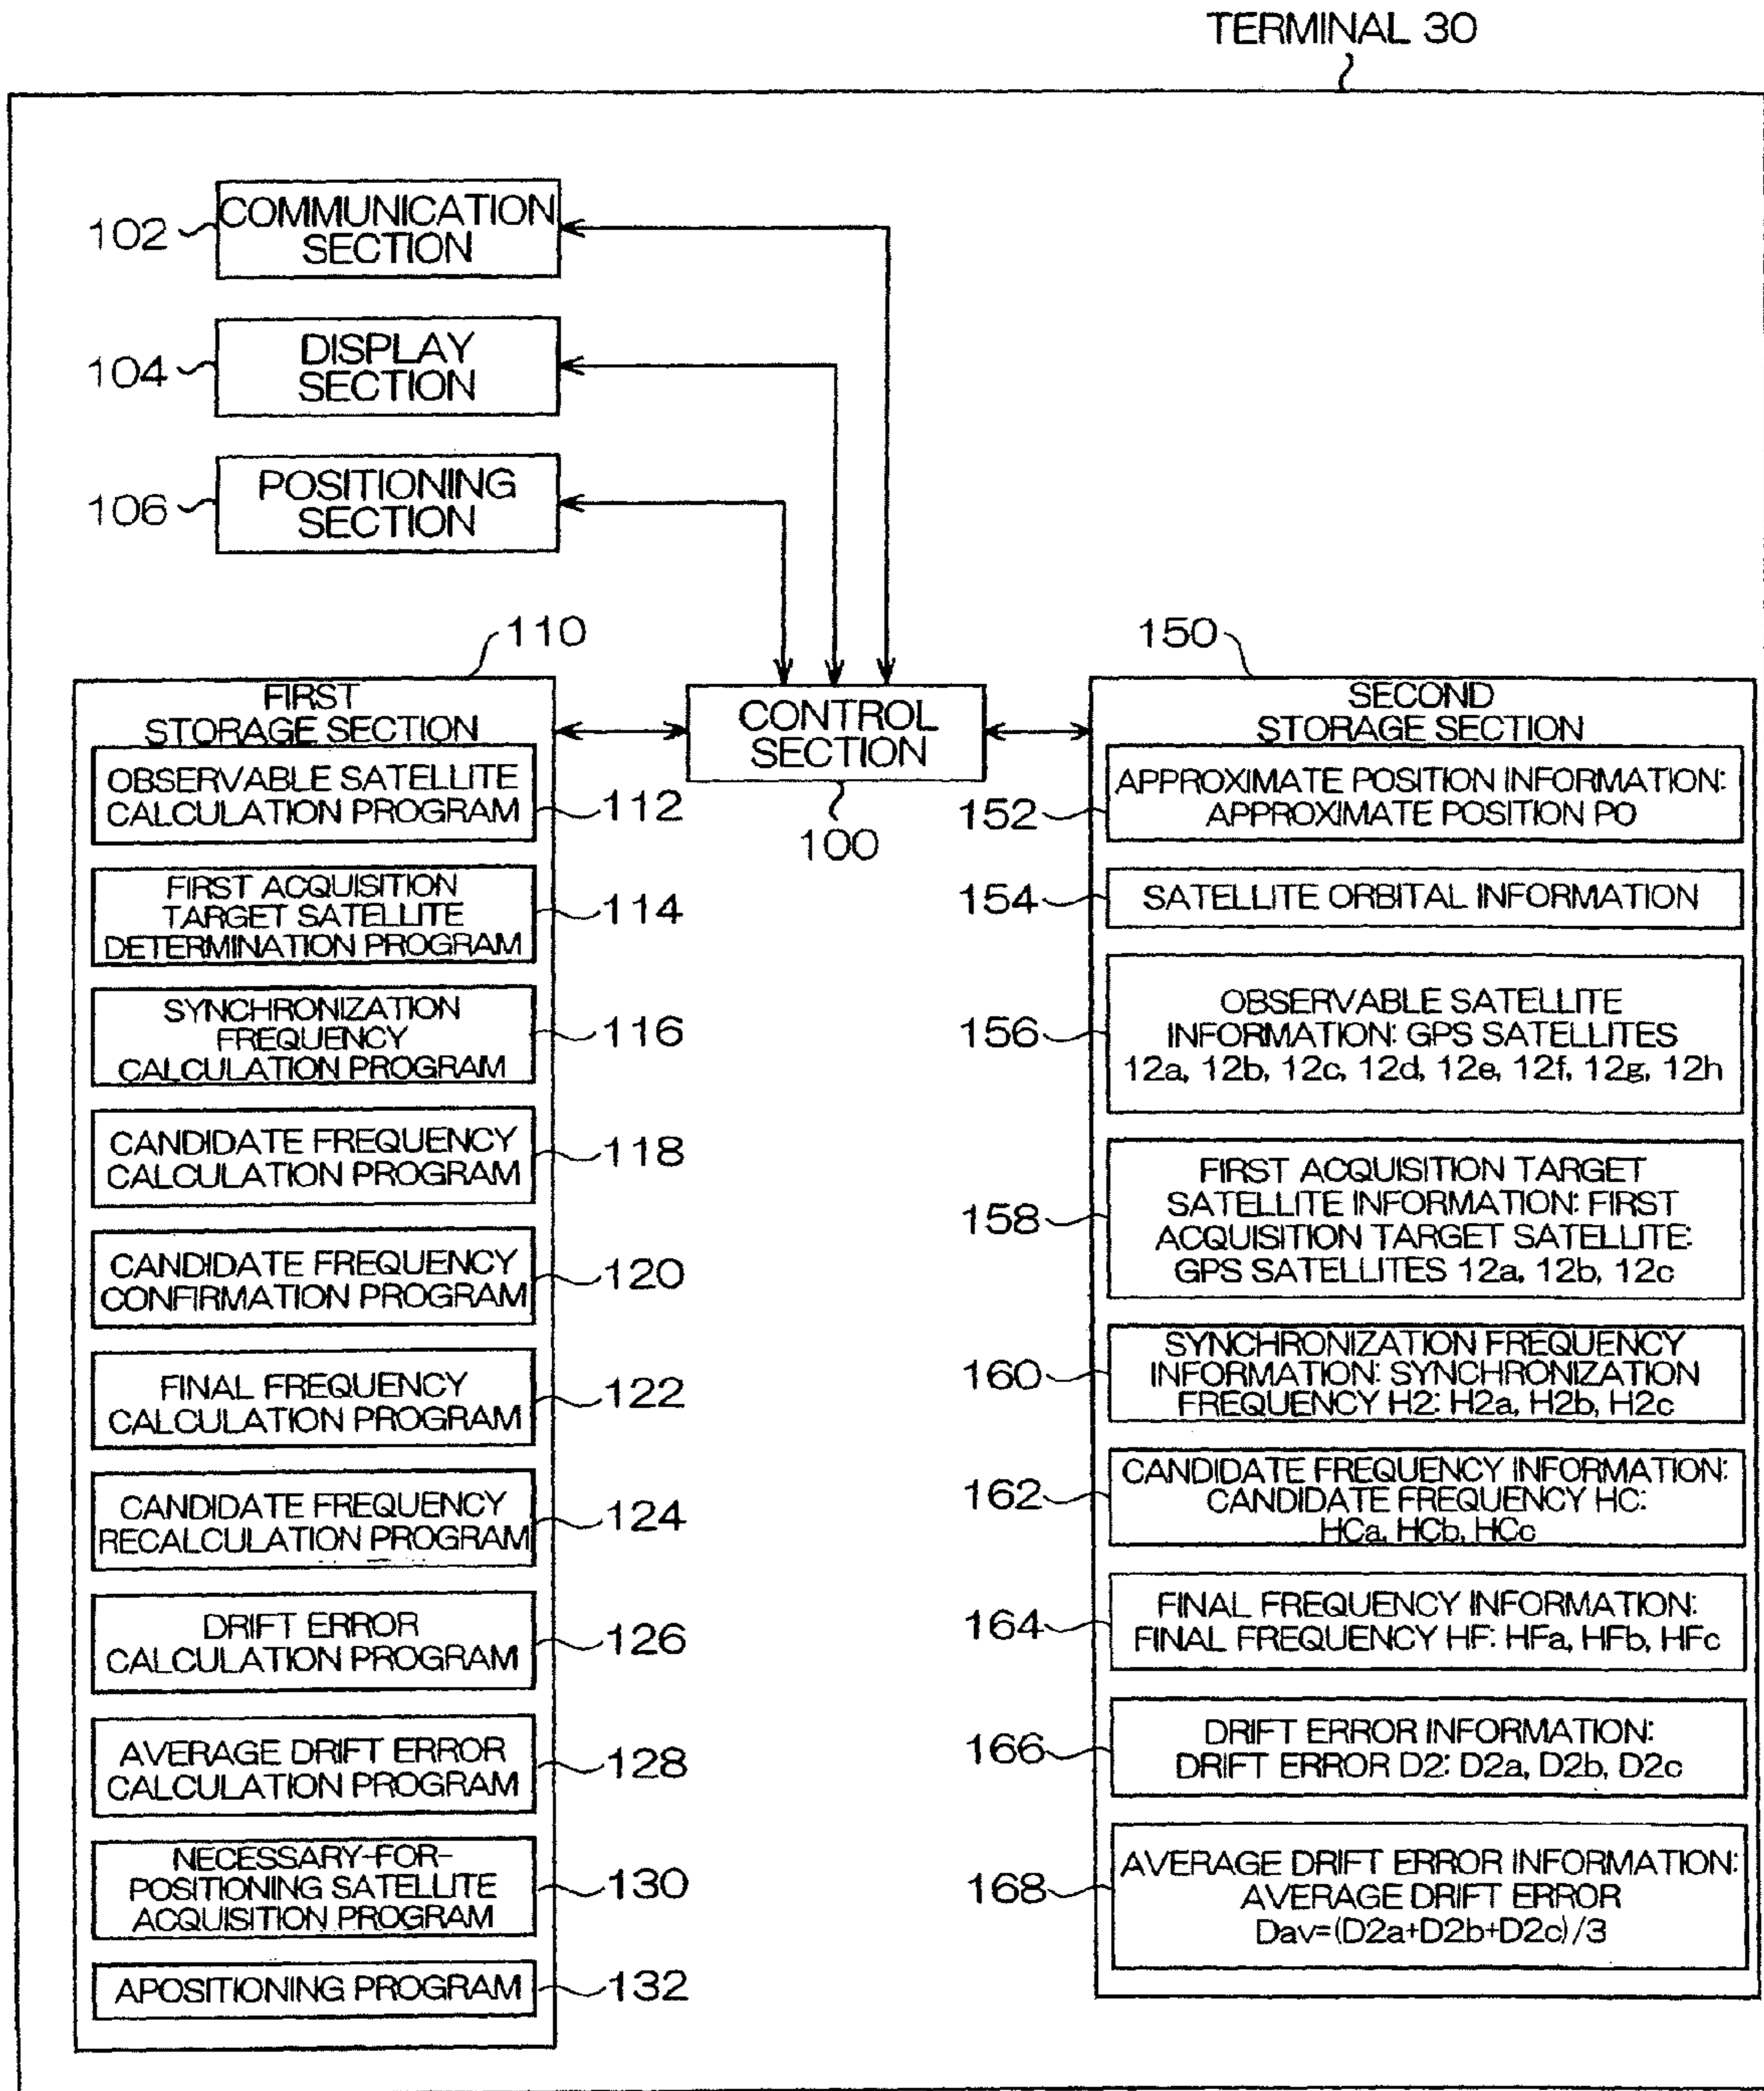 TERMINAL 30
COMMUNICATION
SECTION
102
DISPLAY
SECTION
104
POSITIONING
SECTION
106
110
FIRST
STORAGE SECTION
OBSERVABLE SATELLITE
CALCULATION PROGRAM
112
FIRST ACQUISITION
TARGET SATELLITE
DETERMINATION PROGRAM
114
SYNCHRONIZATION
FREQUENCY
CALCULATION PROGRAM
116
CANDIDATE FREQUENCY
CALCULATION PROGRAM
118
CANDIDATE FREQUENCY
CONFIRMATION PROGRAM
120
FINAL FREQUENCY
CALCULATION PROGRAM
122
CANDIDATE FREQUENCY
RECALCULATION PROGRAM
124
DRIFT ERROR
CALCULATION PROGRAM
126
AVERAGE DRIFT ERROR
CALCULATION PROGRAM
128
NECESSARY-FOR-
POSITIONING SATELLITE
ACQUISITION PROGRAM
130
APOSITIONING PROGRAM
132
CONTROL
SECTION
100
150
SECOND
STORAGE SECTION
152
APPROXIMATE POSITION INFORMATION:
APPROXIMATE POSITION P0
154
SATELLITE ORBITAL INFORMATION
156
OBSERVABLE SATELLITE
INFORMATION: GPS SATELLITES
12a, 12b, 12c, 12d, 12e, 12f, 12g, 12h
158
FIRST ACQUISITION TARGET
SATELLITE INFORMATION: FIRST
ACQUISITION TARGET SATELLITE:
GPS SATELLITES 12a, 12b, 12c
160
SYNCHRONIZATION FREQUENCY
INFORMATION: SYNCHRONIZATION
FREQUENCY H2: H2a, H2b, H2c
162
CANDIDATE FREQUENCY INFORMATION:
CANDIDATE FREQUENCY HC:
HCa, HCb, HCc
164
FINAL FREQUENCY INFORMATION:
FINAL FREQUENCY HF: HFa, HFb, HFc
166
DRIFT ERROR INFORMATION:
DRIFT ERROR D2: D2a, D2b, D2c
168
AVERAGE DRIFT ERROR INFORMATION:
AVERAGE DRIFT ERROR
Dav=(D2a+D2b+D2c)/3